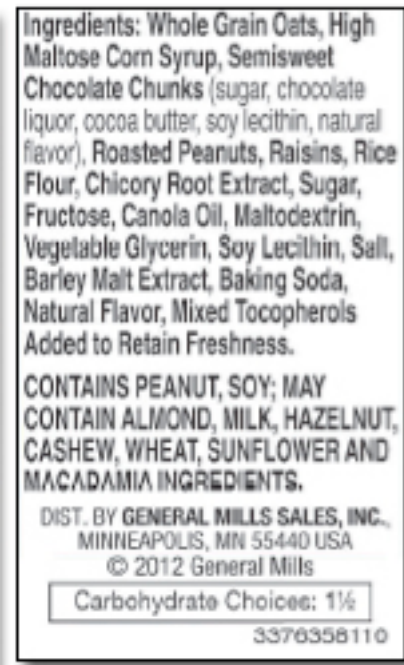 Ingredients: Whole Grain Oats, High
Maltose Corn Syrup, Semisweet
Chocolate Chunks (sugar, chocolate
liquor, cocoa butter, soy lecithin, natural
flavor), Roasted Peanuts, Raisins, Rice
Flour, Chicory Root Extract, Sugar,
Fructose, Canola Oil, Maltodextrin,
Vegetable Glycerin, Soy Lecithin, Salt,
Barley Malt Extract, Baking Soda,
Natural Flavor, Mixed Tocopherols
Added to Retain Freshness.
CONTAINS PEANUT, SOY; MAY
CONTAIN ALMOND, MILK, HAZELNUT,
CASHEW, WHEAT, SUNFLOWER AND
MACADAMIA INGREDIENTS.
DIST. BY GENERAL MILLS SALES, INC.,
MINNEAPOLIS, MN 55440 USA
© 2012 General Mills
Carbohydrate Choices: 1½
3376358110